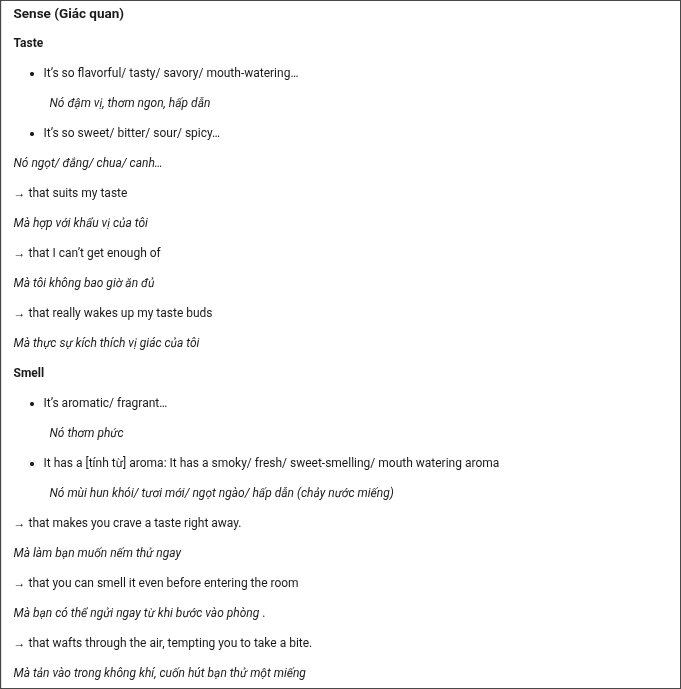 Sense (Giác quan)
Taste
• It’s so flavorful/ tasty/ savory/ mouth-watering…
Nó đậm vị, thơm ngon, hấp dẫn
• It’s so sweet/ bitter/ sour/ spicy…
Nó ngọt/ đắng/ chua/ canh…
→ that suits my taste
Mà hợp với khẩu vị của tôi
→ that I can’t get enough of
Mà tôi không bao giờ ăn đủ
→ that really wakes up my taste buds
Mà thực sự kích thích vị giác của tôi
Smell
• It’s aromatic/ fragrant…
Nó thơm phức
• It has a [tính từ] aroma: It has a smoky/ fresh/ sweet-smelling/ mouth watering aroma
Nó mùi hun khói/ tươi mới/ ngọt ngào/ hấp dẫn (chảy nước miếng)
→ that makes you crave a taste right away.
Mà làm bạn muốn nếm thử ngay
→ that you can smell it even before entering the room
Mà bạn có thể ngửi ngay từ khi bước vào phòng .
→ that wafts through the air, tempting you to take a bite.
Mà tản vào trong không khí, cuốn hút bạn thử một miếng